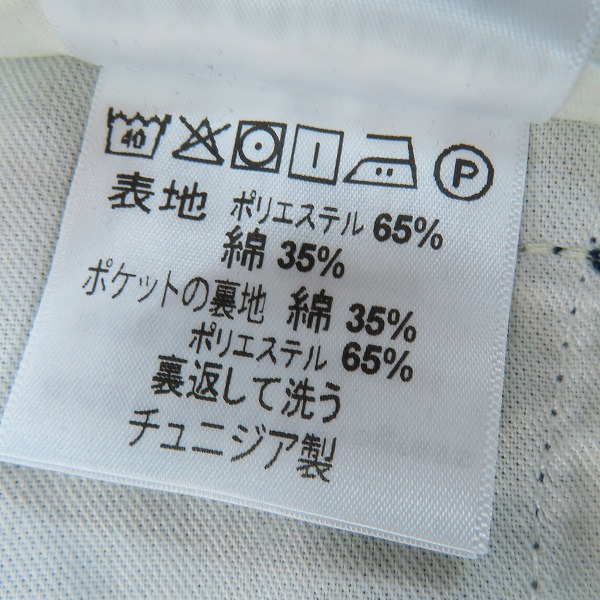 40 P
表地 ポリエステル 65%
綿 35%
ポケットの裏地 綿 35%
ポリエステル 65%
裏返して洗う
チュニジア製